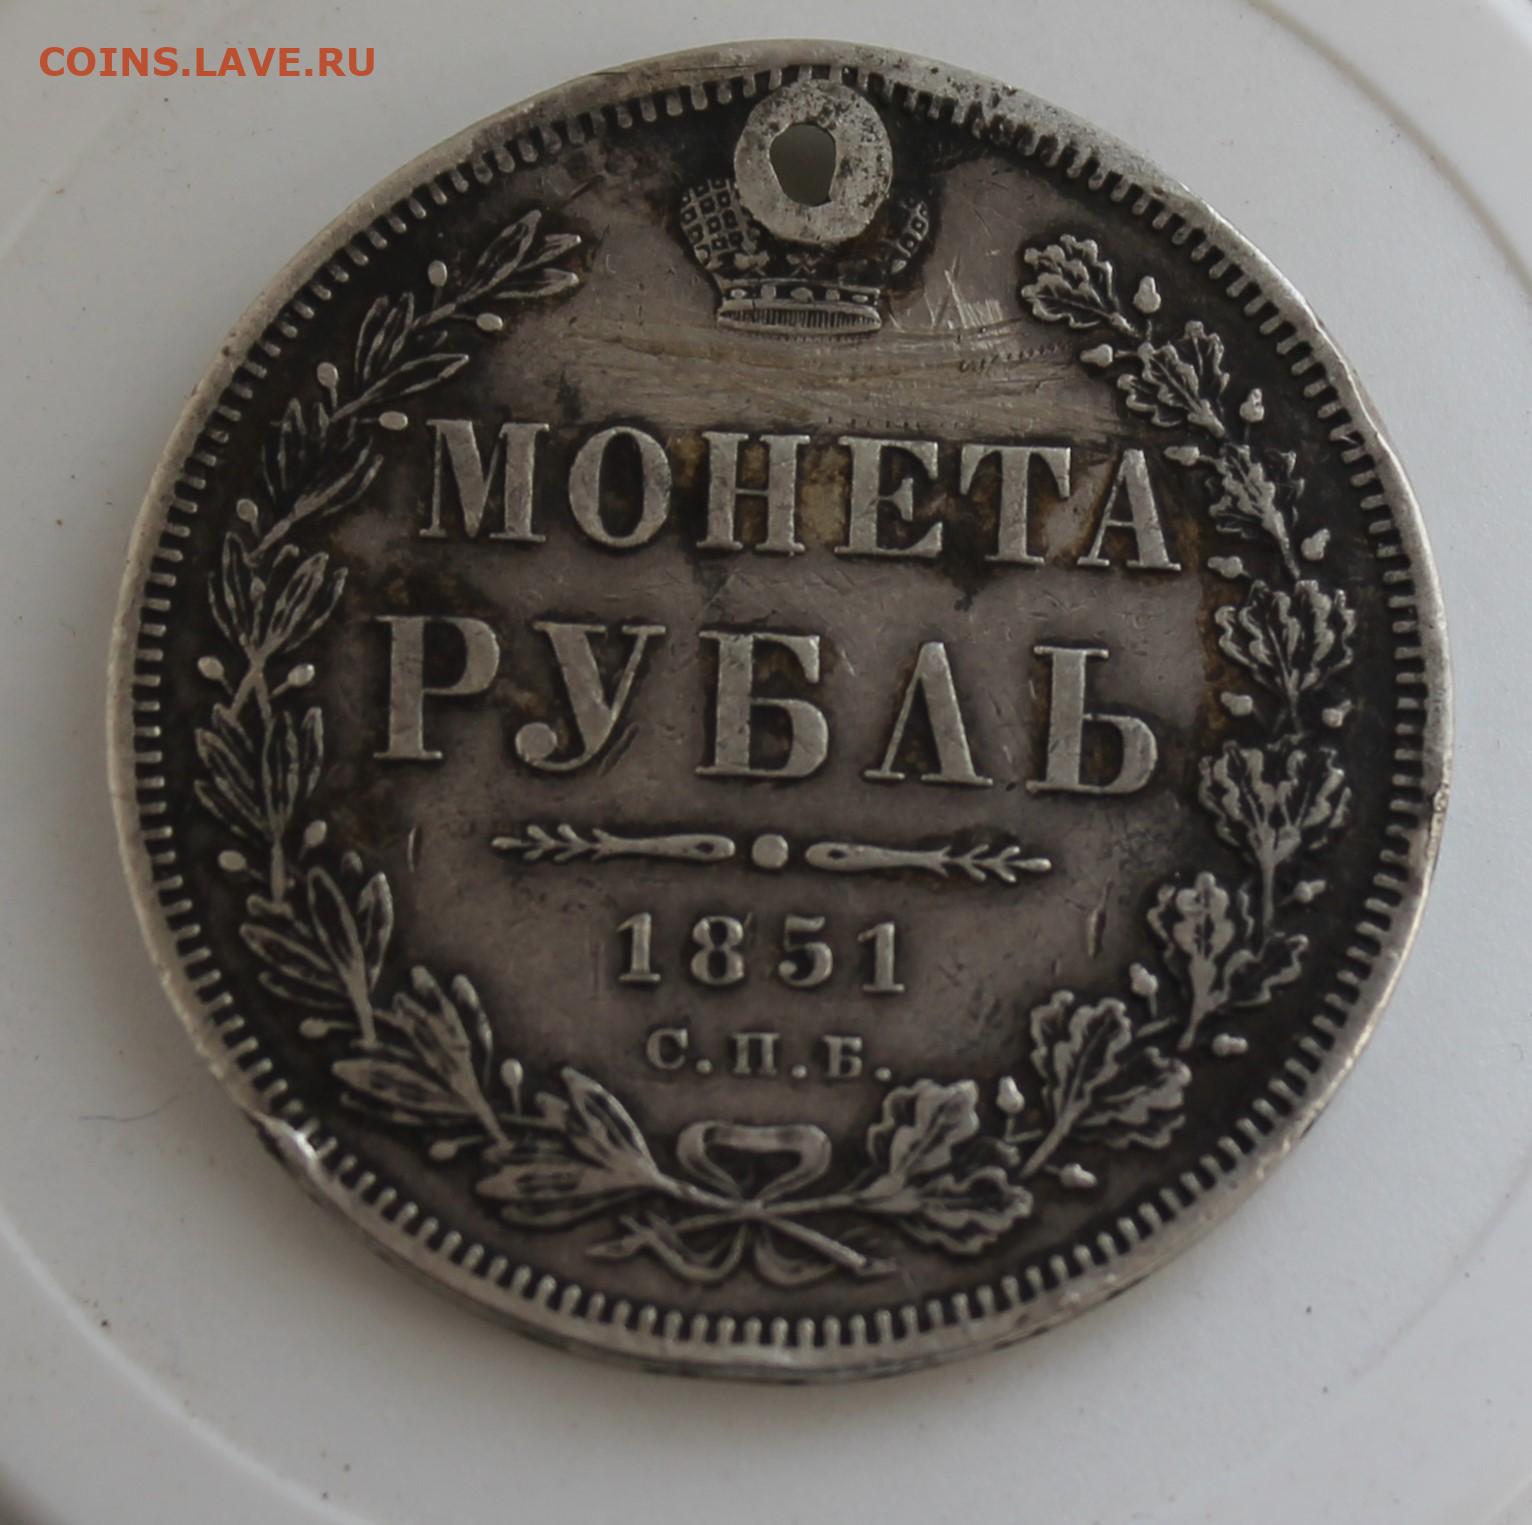 COINS.LAVE.RU
МОНЕТА
РУБЛЬ
1851
С.П.Б.